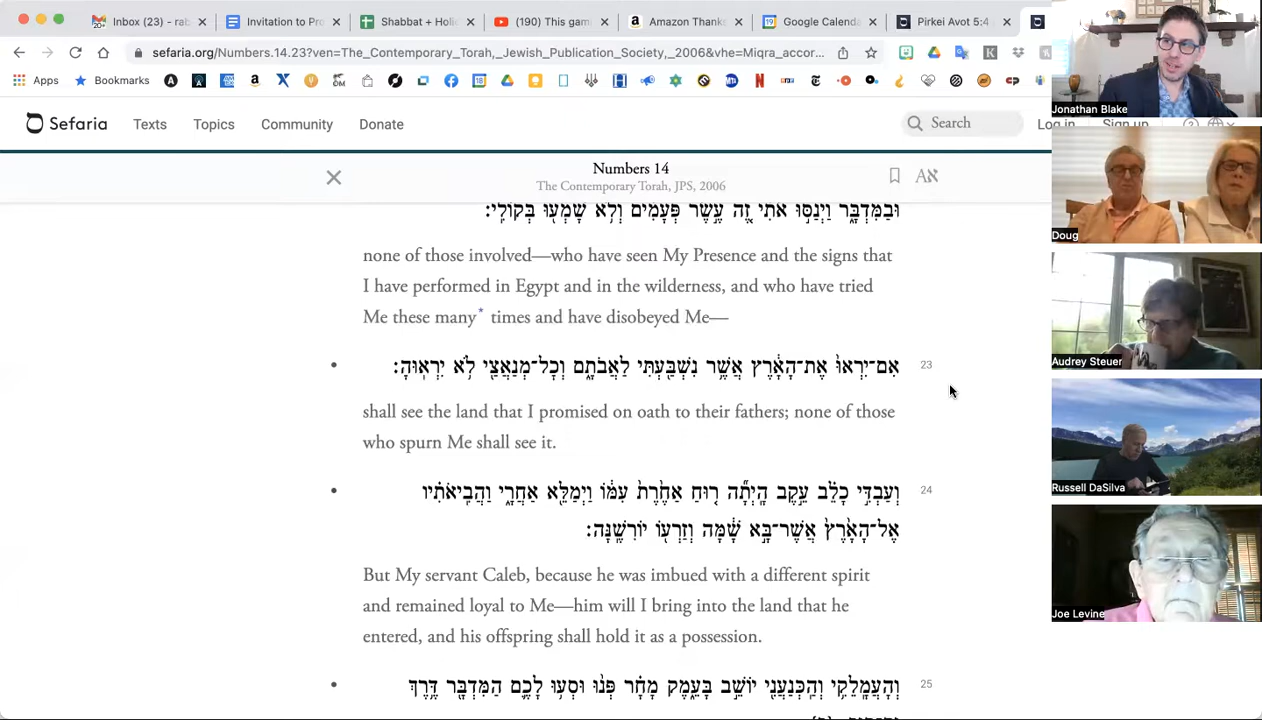 Inbox (23) - rab
Invitation to Pro
Shabbat + Holi
(190) This gam
Amazon Thanks
Google Calenda
Pirkei Avot 5:4
sefaria.org/Numbers.14.23?ven=The_Contemporary_Torah,_Jewish_Publication_Society,_2006&vhe=Miqra_accor...
Apps
Bookmarks
Sefaria
Texts
Topics
Community
Donate
Search
Log in
Sign up
Numbers 14
The Contemporary Torah, JPS, 2006
וּבַמִּדְבָּ֑ר וַיְנַסּ֣וּ אֹתִ֗י זֶ֚ה עֶ֣שֶׂר פְּעָמִ֔ים וְלֹ֥א שָׁמְע֖וּ בְּקוֹלִֽי׃
none of those involved—who have seen My Presence and the signs that
I have performed in Egypt and in the wilderness, and who have tried
Me these many* times and have disobeyed Me—
אִם־יִרְאוּ֙ אֶת־הָאָ֔רֶץ אֲשֶׁ֥ר נִשְׁבַּ֖עְתִּי לַאֲבֹתָ֑ם וְכׇל־מְנַאֲצַ֖י לֹ֥א יִרְאֽוּהָ׃ 23
shall see the land that I promised on oath to their fathers; none of those
who spurn Me shall see it.
וְעַבְדִּ֣י כָלֵ֗ב עֵ֣קֶב הָֽיְתָ֞ה ר֤וּחַ אַחֶ֙רֶת֙ עִמּ֔וֹ וַיְמַלֵּ֖א אַחֲרָ֑י וַהֲבִֽיאֹתִ֗יו 24
אֶל־הָאָ֙רֶץ֙ אֲשֶׁר־בָּ֣א שָׁ֔מָּה וְזַרְע֖וֹ יוֹרִשֶֽׁנָּה׃
But My servant Caleb, because he was imbued with a different spirit
and remained loyal to Me—him will I bring into the land that he
entered, and his offspring shall hold it as a possession.
וְהָעֲמָלֵקִ֥י וְהַֽכְּנַעֲנִ֖י יוֹשֵׁ֣ב בָּעֵ֑מֶק מָחָ֗ר פְּנ֨וּ וּסְע֥וּ לָכֶ֛ם הַמִּדְבָּ֖ר דֶּ֥רֶךְ 25
Jonathan Blake
Doug
Audrey Steuer
Russell DaSilva
Joe Levine